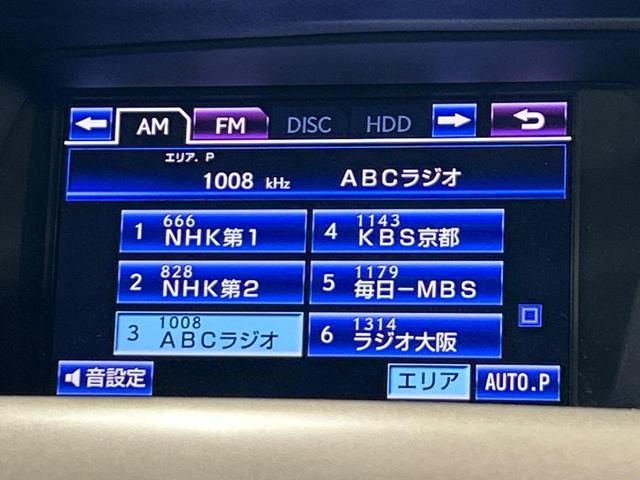 AM FM DISC HDD
エリア. P
1008 kHz ABCラジオ
1 666 NHK第1
4 1143 KBS京都
2 828 NHK第2
5 1179 毎日−MBS
3 1008 ABCラジオ
6 1314 ラジオ大阪
音設定 エリア AUTO.P